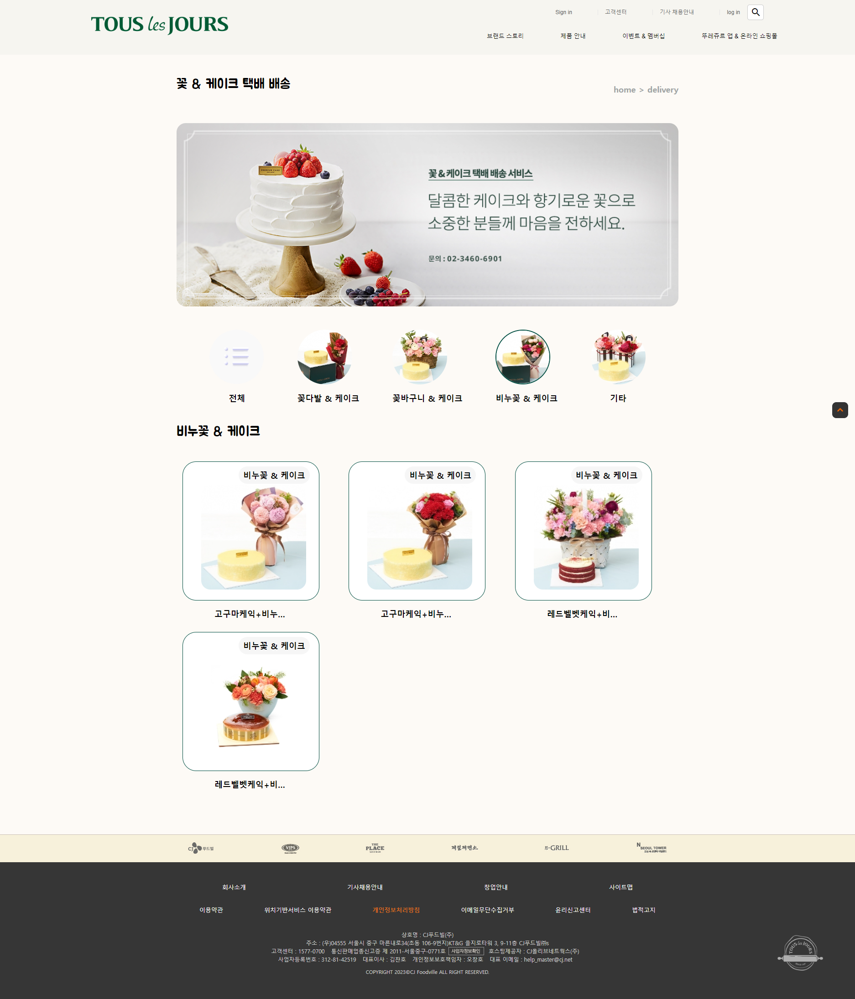 TOUS les JOURS
Sign in
고객센터
기사 채용안내
log in
브랜드 스토리
제품 안내
이벤트 & 멤버십
뚜레쥬르 앱 & 온라인 쇼핑몰
꽃 & 케이크 택배 배송
home > delivery
PREMIUM CAKE
꽃 & 케이크 택배 배송 서비스
달콤한 케이크와 향기로운 꽃으로
소중한 분들께 마음을 전하세요.
문의 : 02-3460-6901
전체
꽃다발 & 케이크
꽃바구니 & 케이크
비누꽃 & 케이크
기타
비누꽃 & 케이크
비누꽃 & 케이크
비누꽃 & 케이크
비누꽃 & 케이크
고구마케익+비누...
고구마케익+비누...
레드벨벳케익+비...
비누꽃 & 케이크
레드벨벳케익+비...
CJ 푸드빌
VIPS
THE PLACE
제일제면소
n·GRILL
N SEOUL TOWER
회사소개
기사채용안내
창업안내
사이트맵
이용약관
위치기반서비스 이용약관
개인정보처리방침
이메일무단수집거부
윤리신고센터
법적고지
상호명 : CJ푸드빌(주)
주소 : (우)04555 서울시 중구 마른내로34(초동 106-9번지)KT&G 을지로타워 3, 9-11층 CJ푸드빌㈜s
고객센터 : 1577-0700 통신판매업종신고증 제 2011-서울중구-0771호 사업자정보확인 호스팅제공자 : CJ올리브네트웍스(주)
사업자등록번호 : 312-81-42519 대표이사 : 김찬호 개인정보보호책임자 : 오창호 대표 이메일 : help_master@cj.net
COPYRIGHT 2023©CJ Foodville ALL RIGHT RESERVED.
TOUS les JOURS